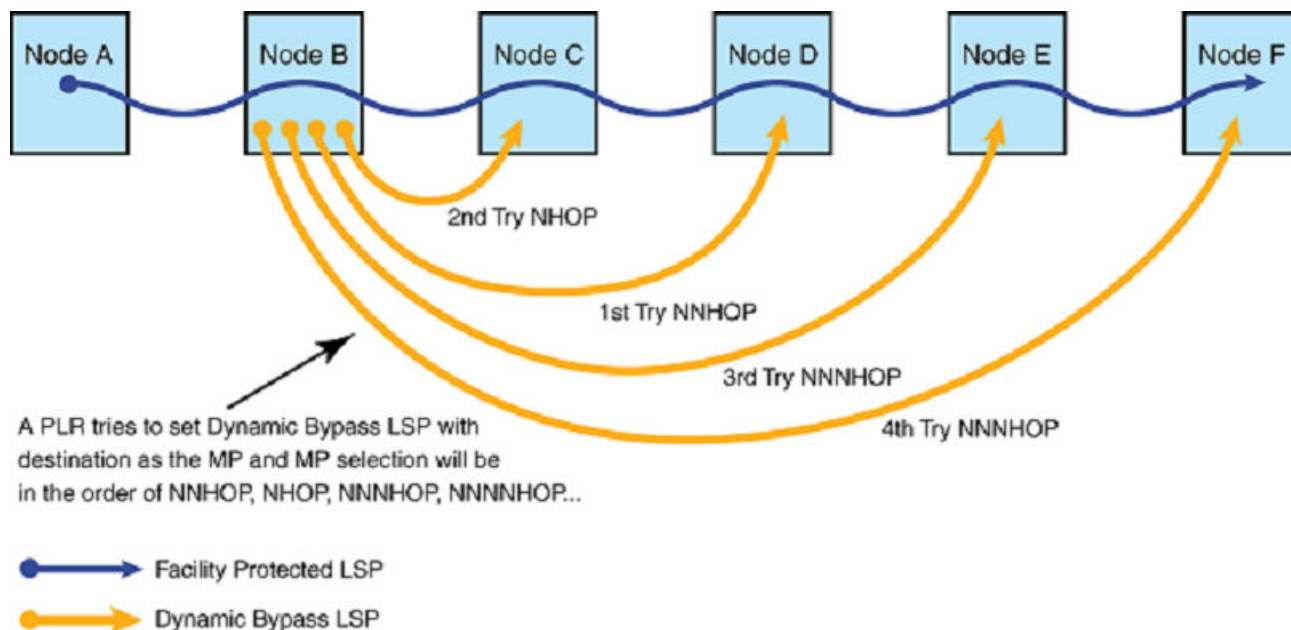 Node A
Node B
Node C
Node D
Node E
Node F
2nd Try NHOP
1st Try NNHOP
3rd Try NNNHOP
4th Try NNNHOP
A PLR tries to set Dynamic Bypass LSP with
destination as the MP and MP selection will be
in the order of NNHOP, NHOP, NNNHOP, NNNNHOP...
Facility Protected LSP
Dynamic Bypass LSP